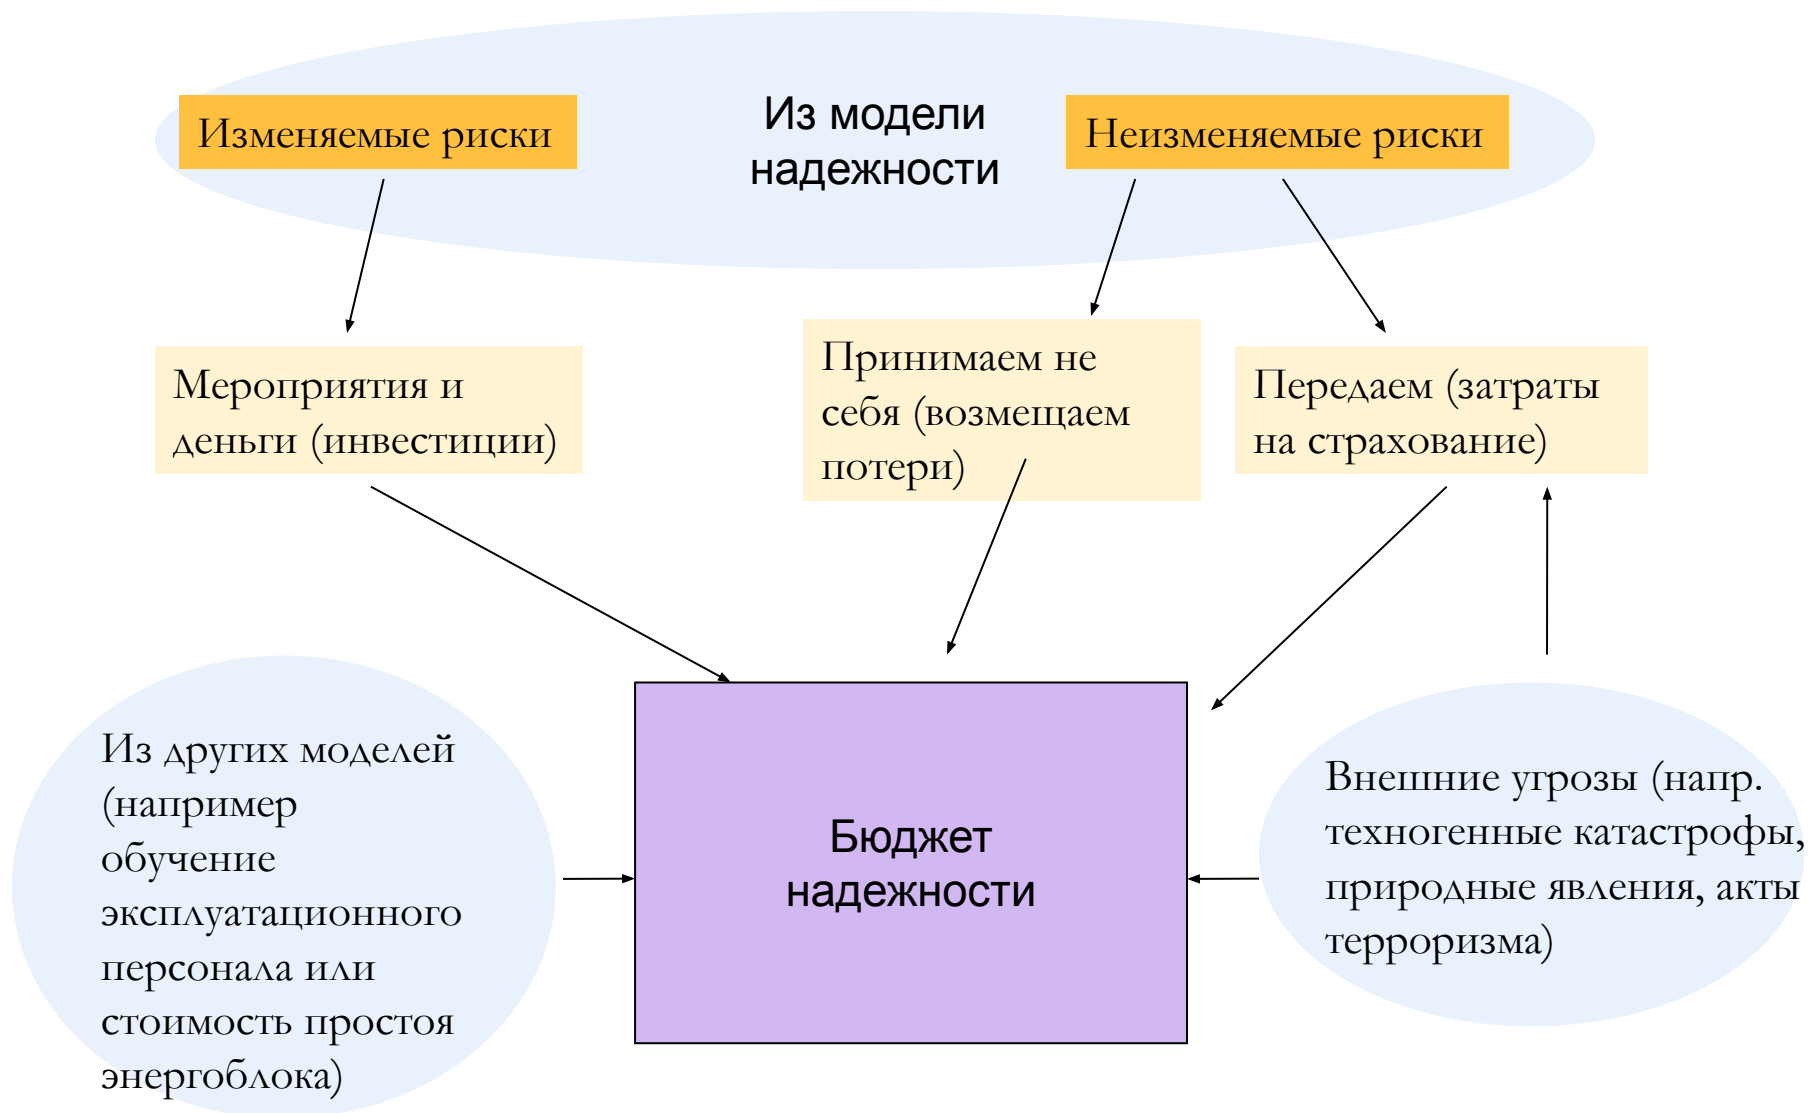 Изменяемые риски
Из модели
надежности
Неизменяемые риски
Мероприятия и
деньги (инвестиции)
Принимаем не
себя (возмещаем
потери)
Передаем (затраты
на страхование)
Из других моделей
(например
обучение
эксплуатационного
персонала или
стоимость простоя
энергоблока)
Бюджет
надежности
Внешние угрозы (напр.
техногенные катастрофы,
природные явления, акты
терроризма)